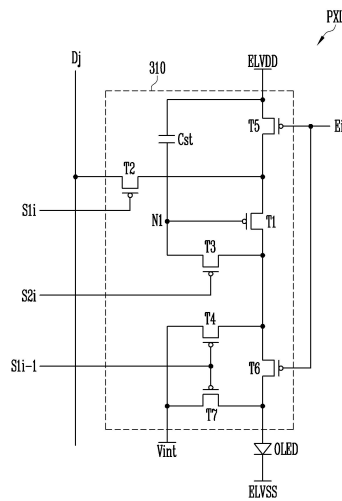 PXL
Dj
310
ELVDD
T5
Ei
Cst
T2
S1i
N1
T1
T3
S2i
T4
S1i-1
T6
T7
Vint
OLED
ELVSS